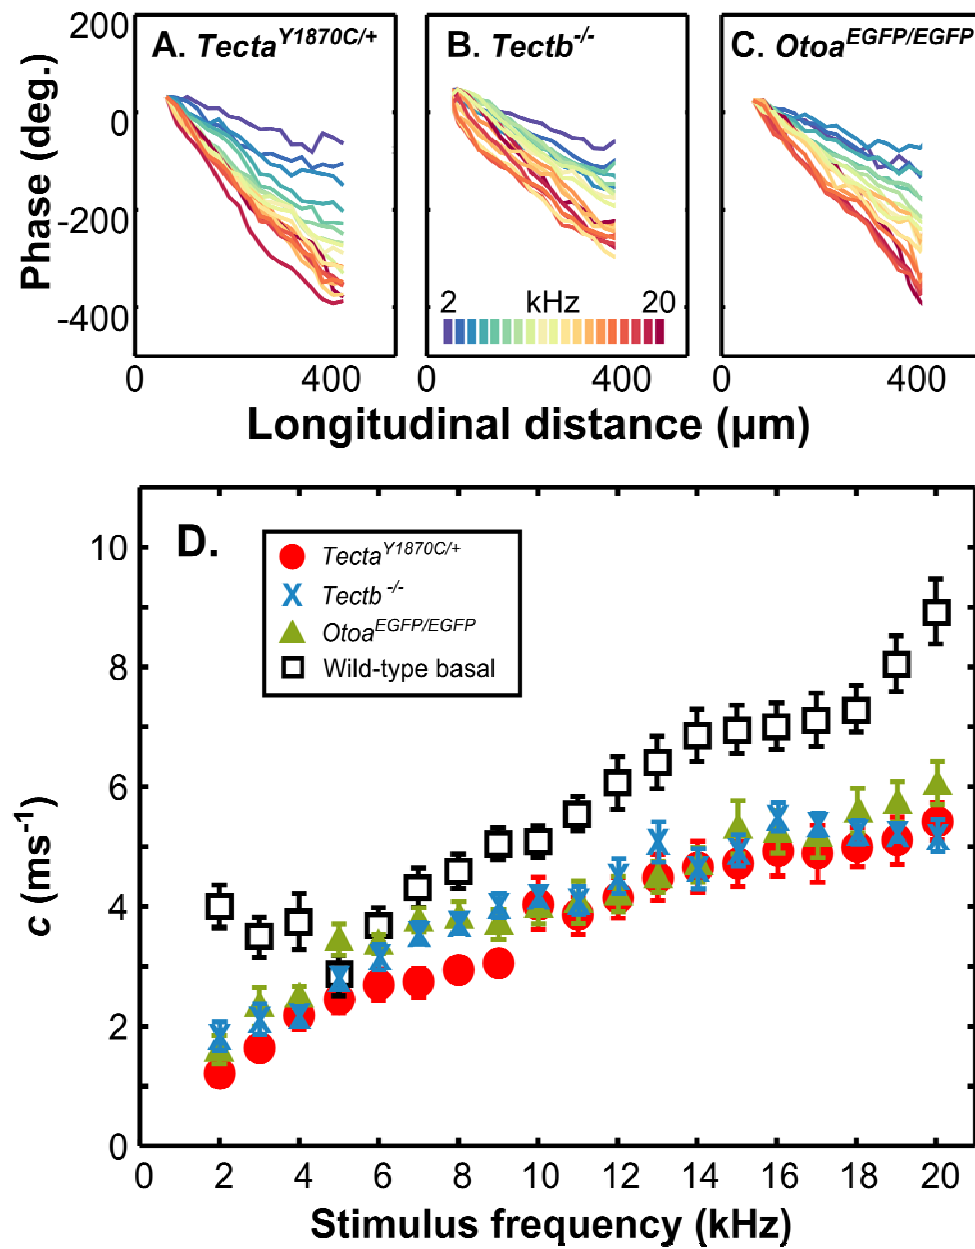 A. Tecta^Y1870C/+
B. Tectb^-/-
C. Otoa^EGFP/EGFP
200
0
-200
-400
Phase (deg.)
2 kHz 20
0 400
0 400
0 400
Longitudinal distance (µm)
D.
Tecta^Y1870C/+
Tectb^-/-
Otoa^EGFP/EGFP
Wild-type basal
10
8
6
4
2
0
c (ms^-1)
0 2 4 6 8 10 12 14 16 18 20
Stimulus frequency (kHz)